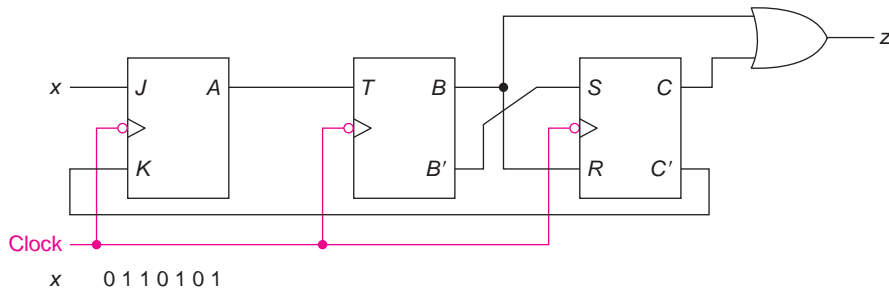 z
x J A T B S C
K B′ R C′
Clock
x 0 1 1 0 1 0 1